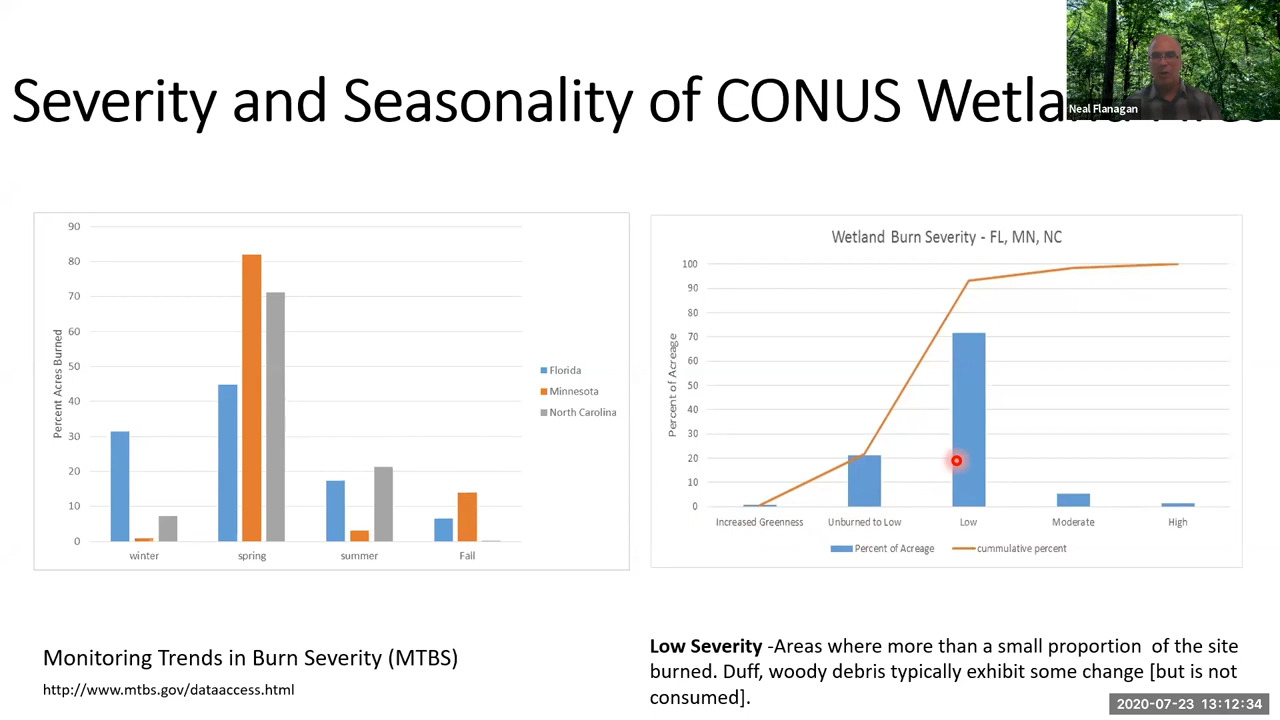 Severity and Seasonality of CONUS
Neal Flanagan
90
80
70
60
50
40
30
20
10
0
Percent Acres Burned
winter spring summer Fall
Florida
Minnesota
North Carolina
Wetland Burn Severity - FL, MN, NC
100
90
80
70
60
50
40
30
20
10
0
Percent of Acreage
Increased Greenness Unburned to Low Low Moderate High
Percent of Acreage cummulative percent
Monitoring Trends in Burn Severity (MTBS)
http://www.mtbs.gov/dataaccess.html
Low Severity -Areas where more than a small proportion of the site
burned. Duff, woody debris typically exhibit some change [but is not
consumed].
2020-07-23 13:12:34